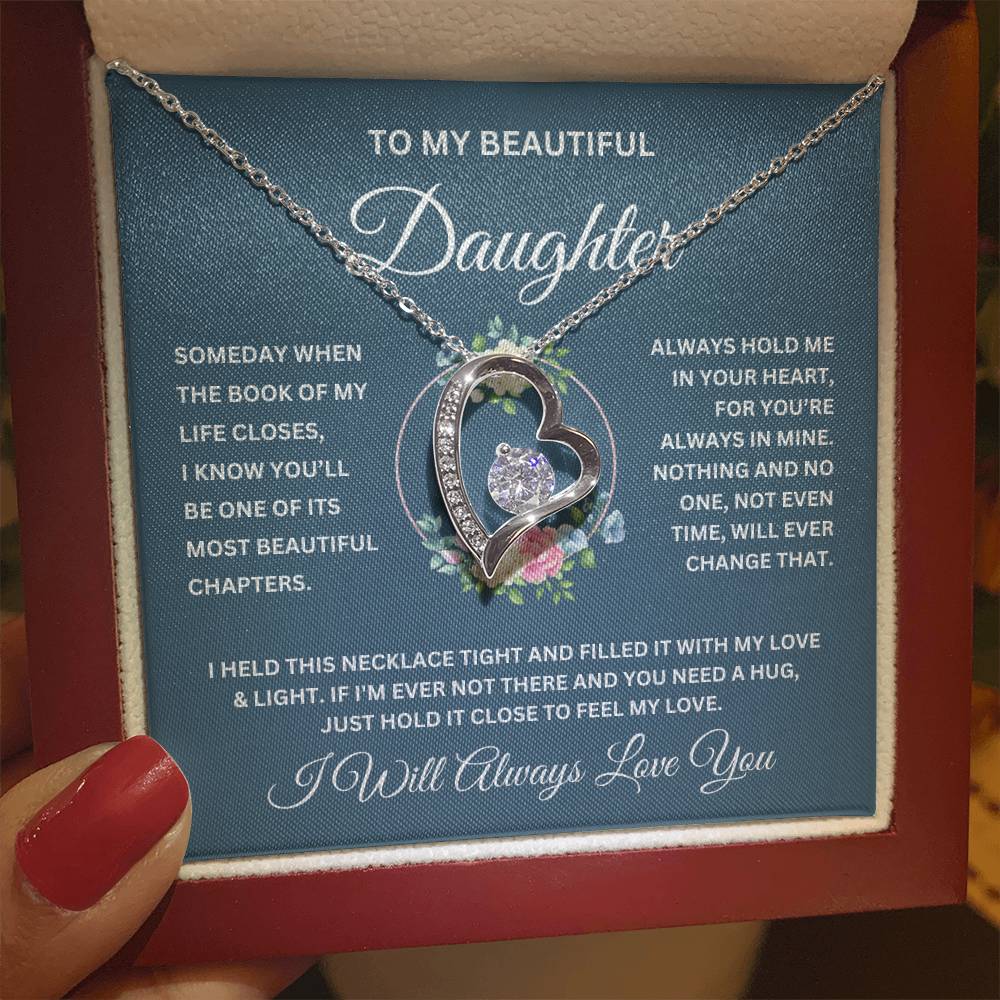 TO MY BEAUTIFUL
Daughter
SOMEDAY WHEN
THE BOOK OF MY
LIFE CLOSES,
I KNOW YOU'LL
BE ONE OF ITS
MOST BEAUTIFUL
CHAPTERS.
ALWAYS HOLD ME
IN YOUR HEART,
FOR YOU'RE
ALWAYS IN MINE.
NOTHING AND NO
ONE, NOT EVEN
TIME, WILL EVER
CHANGE THAT.
I HELD THIS NECKLACE TIGHT AND FILLED IT WITH MY LOVE
& LIGHT. IF I'M EVER NOT THERE AND YOU NEED A HUG,
JUST HOLD IT CLOSE TO FEEL MY LOVE.
I Will Always Love You